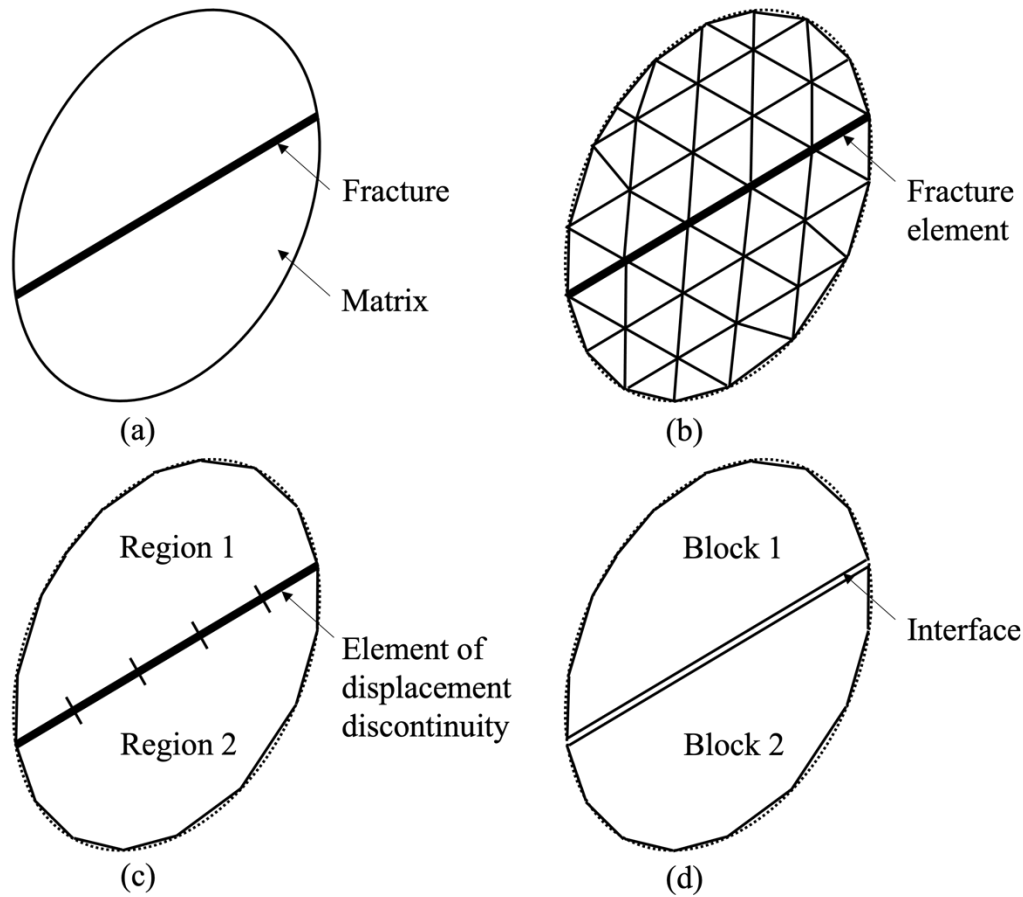 Fracture
Matrix
(a)
Fracture
element
(b)
Region 1
Region 2
Element of
displacement
discontinuity
(c)
Block 1
Block 2
Interface
(d)